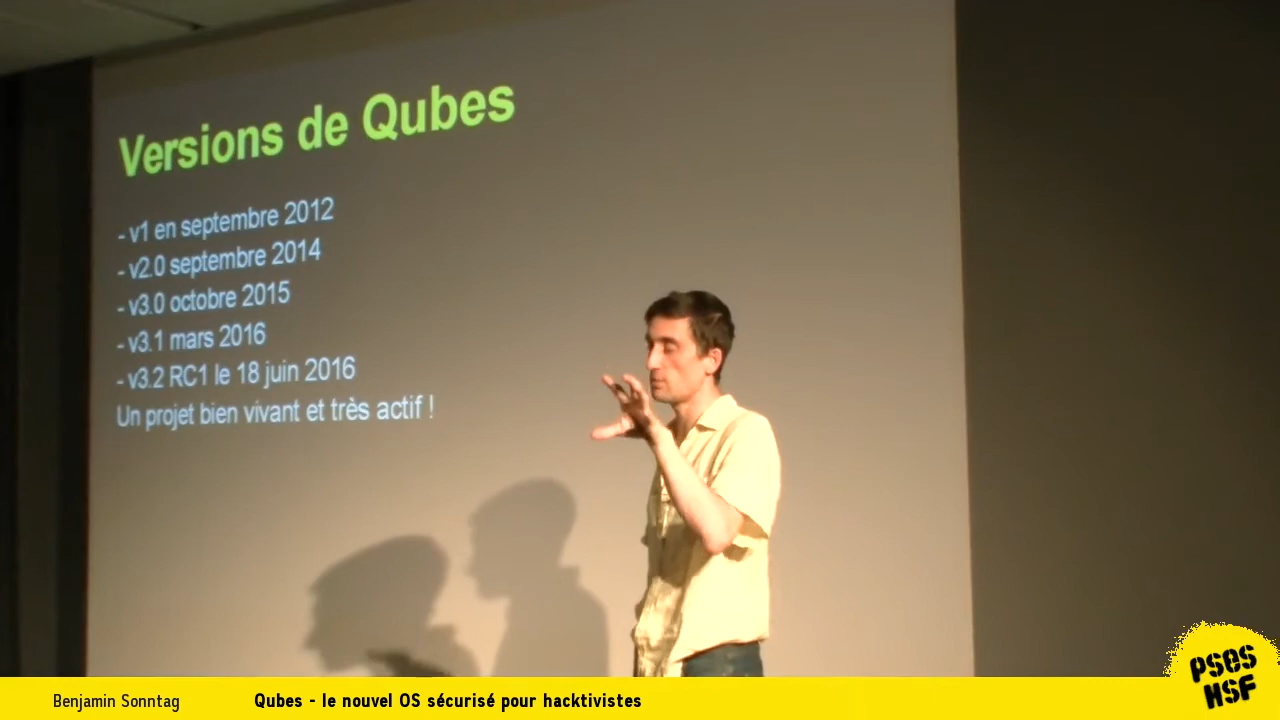 Versions de Qubes
- v1 en septembre 2012
- v2.0 septembre 2014
- v3.0 octobre 2015
- v3.1 mars 2016
- v3.2 RC1 le 18 juin 2016
Un projet bien vivant et très actif !
PSES
HSF
Benjamin Sonntag
Qubes - le nouvel OS sécurisé pour hacktivistes